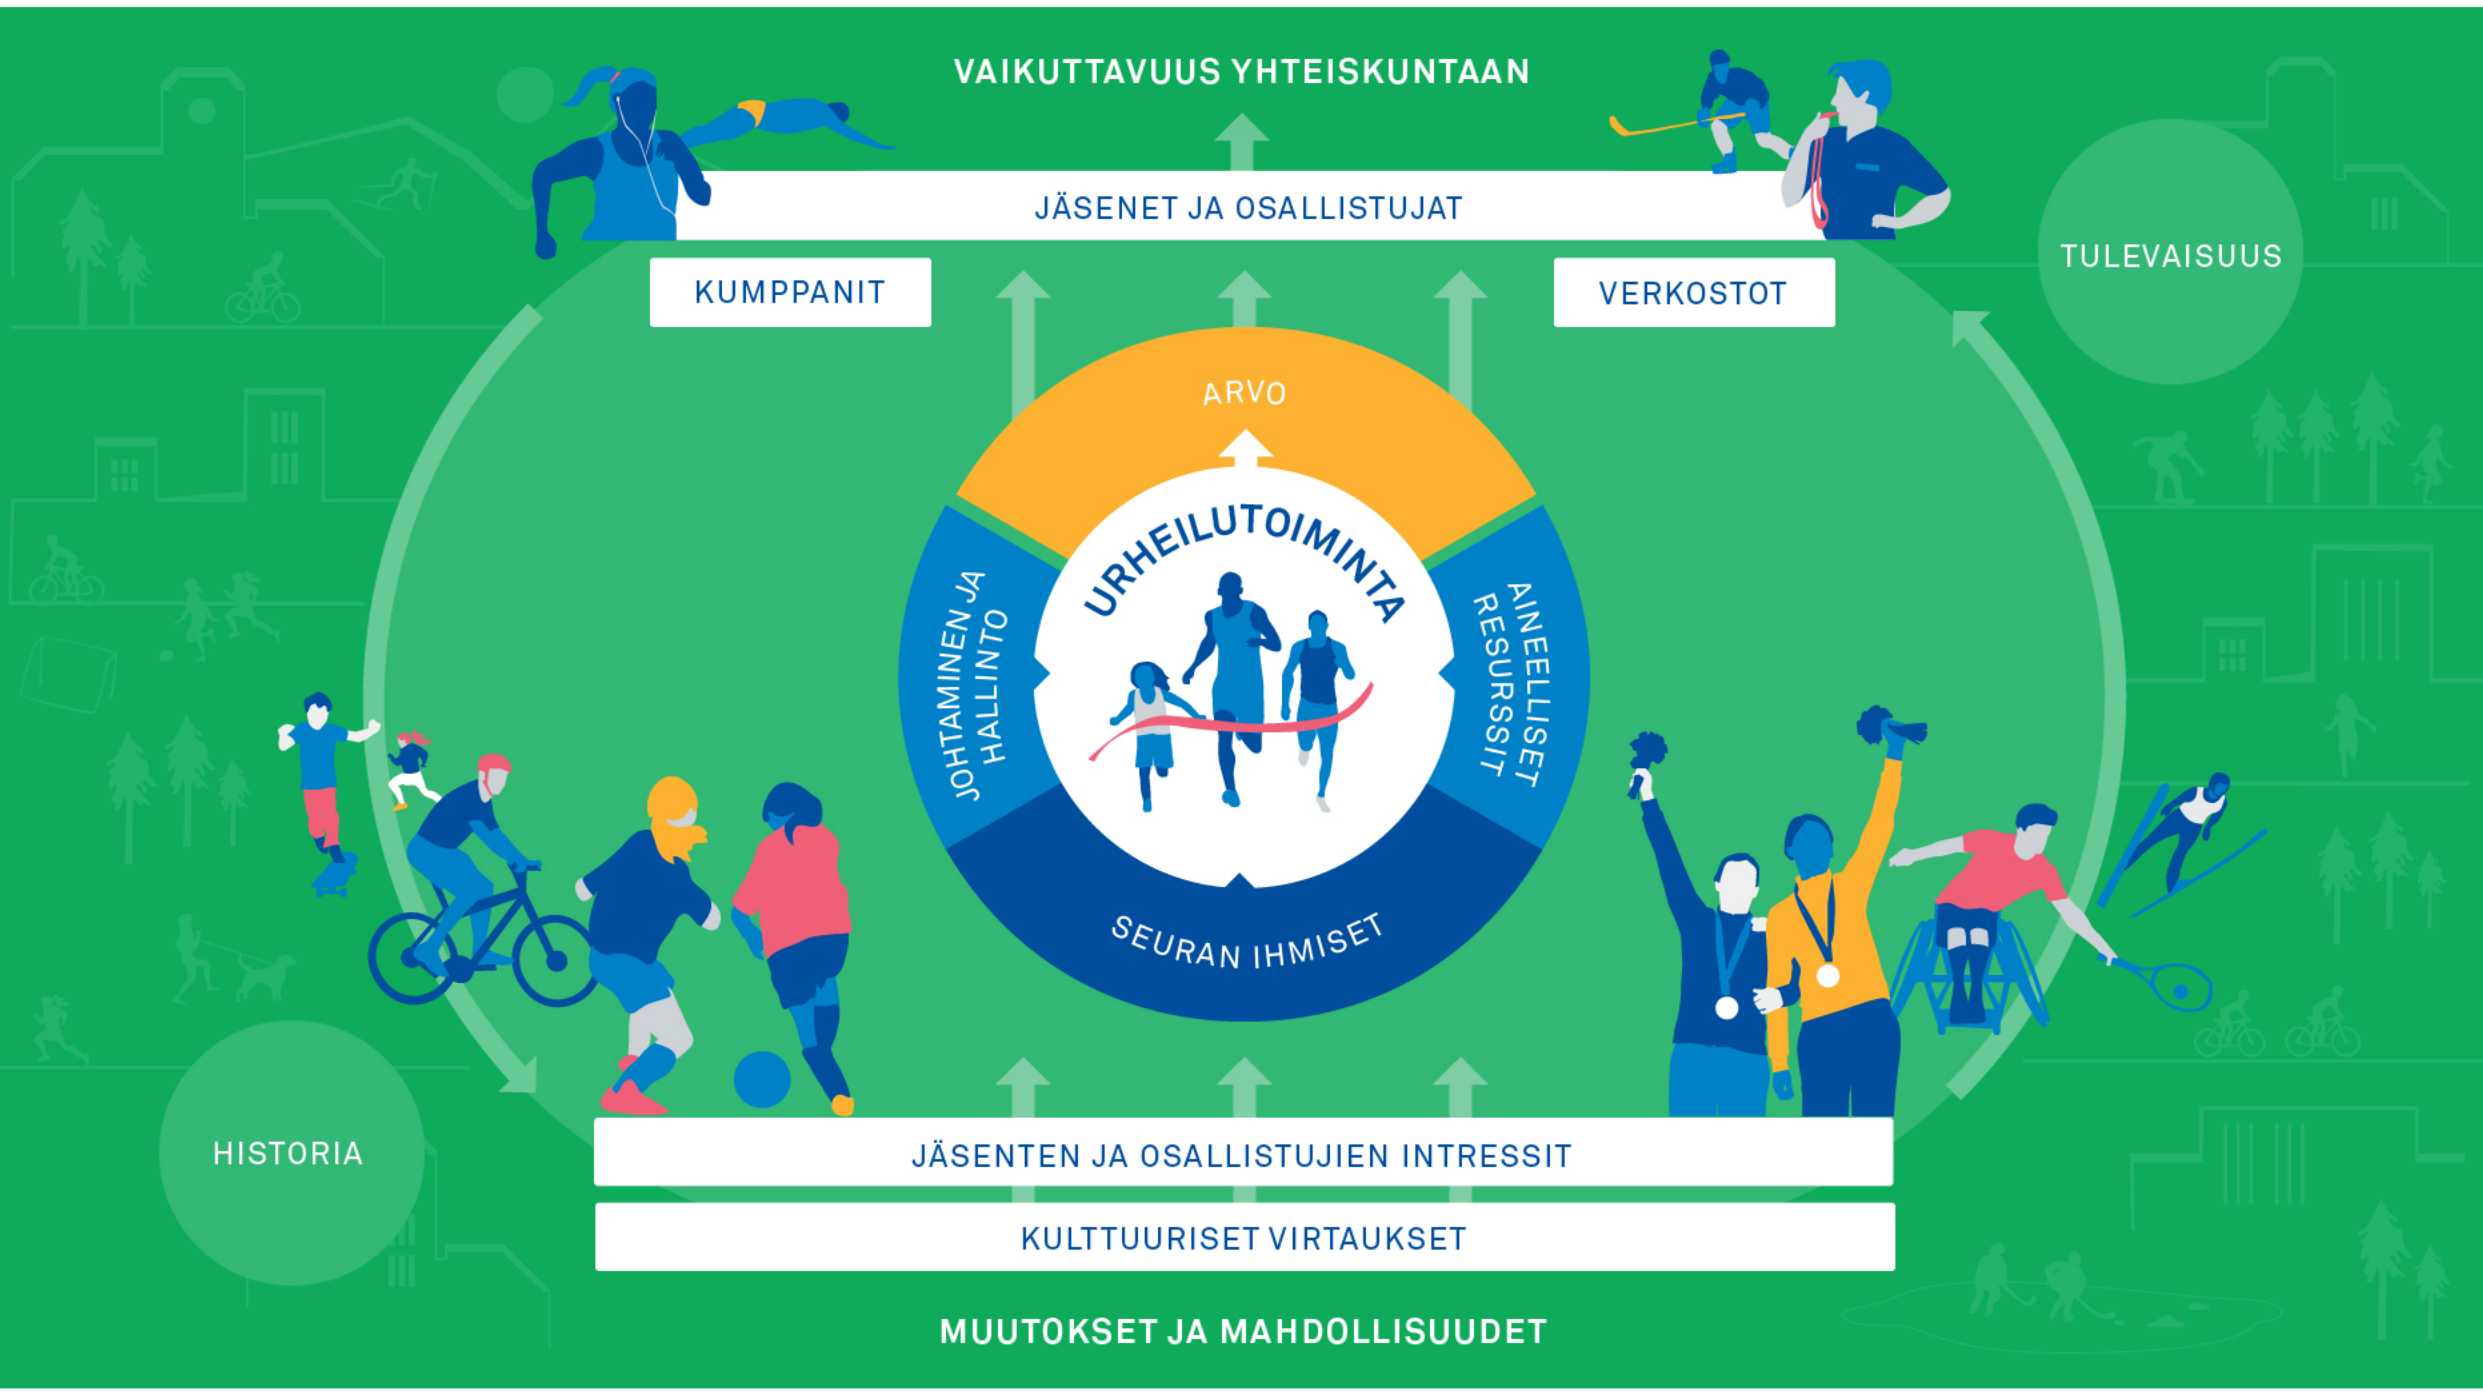 VAIKUTTAVUUS YHTEISKUNTAAN
JÄSENET JA OSALLISTUJAT
KUMPPANIT
VERKOSTOT
TULEVAISUUS
ARVO
URHEILUTOIMINTA
JOHTAMINEN JA
HALLINTO
AINEELLISET
RESURSSIT
SEURAN IHMISET
HISTORIA
JÄSENTEN JA OSALLISTUJIEN INTRESSIT
KULTTUURISET VIRTAUKSET
MUUTOKSET JA MAHDOLLISUUDET